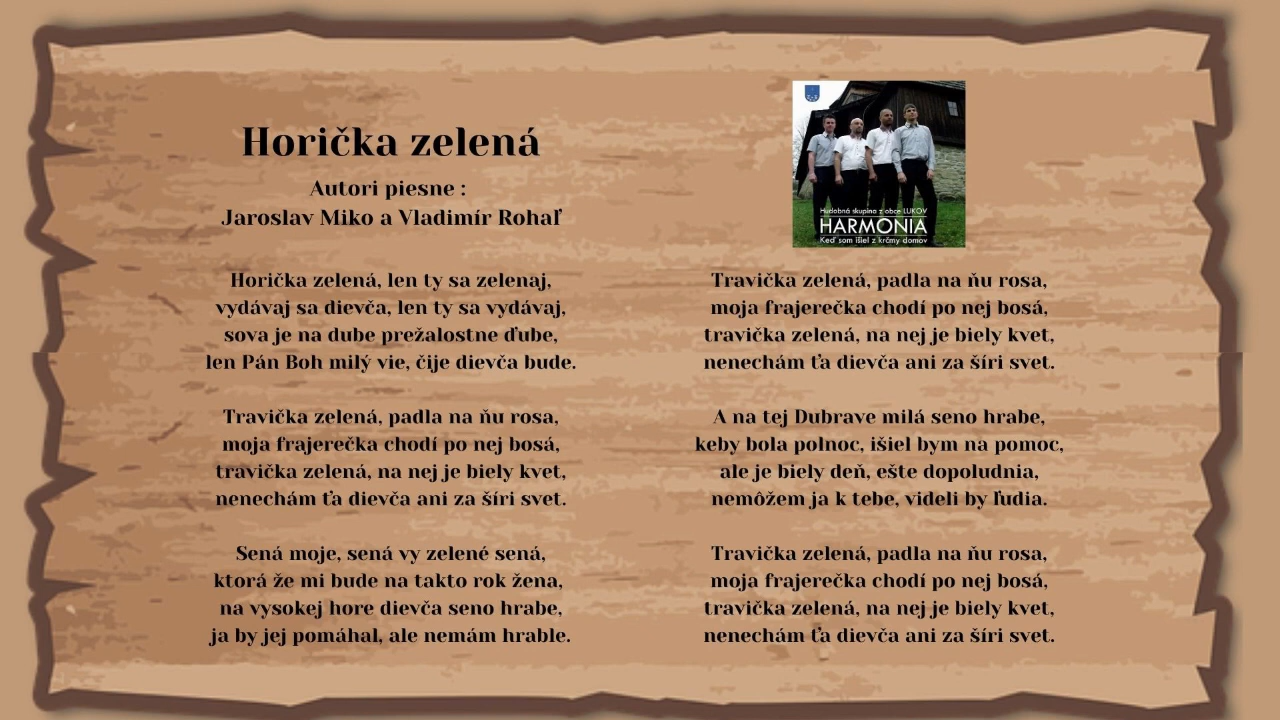 Horička zelená
Autori piesne :
Jaroslav Miko a Vladimír Rohaľ
Horička zelená, len ty sa zelenaj,
vydávaj sa dievča, len ty sa vydávaj,
sova je na dube prežalostne ďube,
len Pán Boh milý vie, čije dievča bude.
Travička zelená, padla na ňu rosa,
moja frajerečka chodí po nej bosá,
travička zelená, na nej je biely kvet,
nenechám ťa dievča ani za šíri svet.
Sená moje, sená vy zelené sená,
ktorá že mi bude na takto rok žena,
na vysokej hore dievča seno hrabe,
ja by jej pomáhal, ale nemám hrable.
Hudobná skupina z obce LUKOV
HARMONIA
Keď som išiel z krčmy domov
Travička zelená, padla na ňu rosa,
moja frajerečka chodí po nej bosá,
travička zelená, na nej je biely kvet,
nenechám ťa dievča ani za šíri svet.
A na tej Dubrave milá seno hrabe,
keby bola polnoc, išiel bym na pomoc,
ale je biely deň, ešte dopoludnia,
nemôžem ja k tebe, videli by ľudia.
Travička zelená, padla na ňu rosa,
moja frajerečka chodí po nej bosá,
travička zelená, na nej je biely kvet,
nenechám ťa dievča ani za šíri svet.